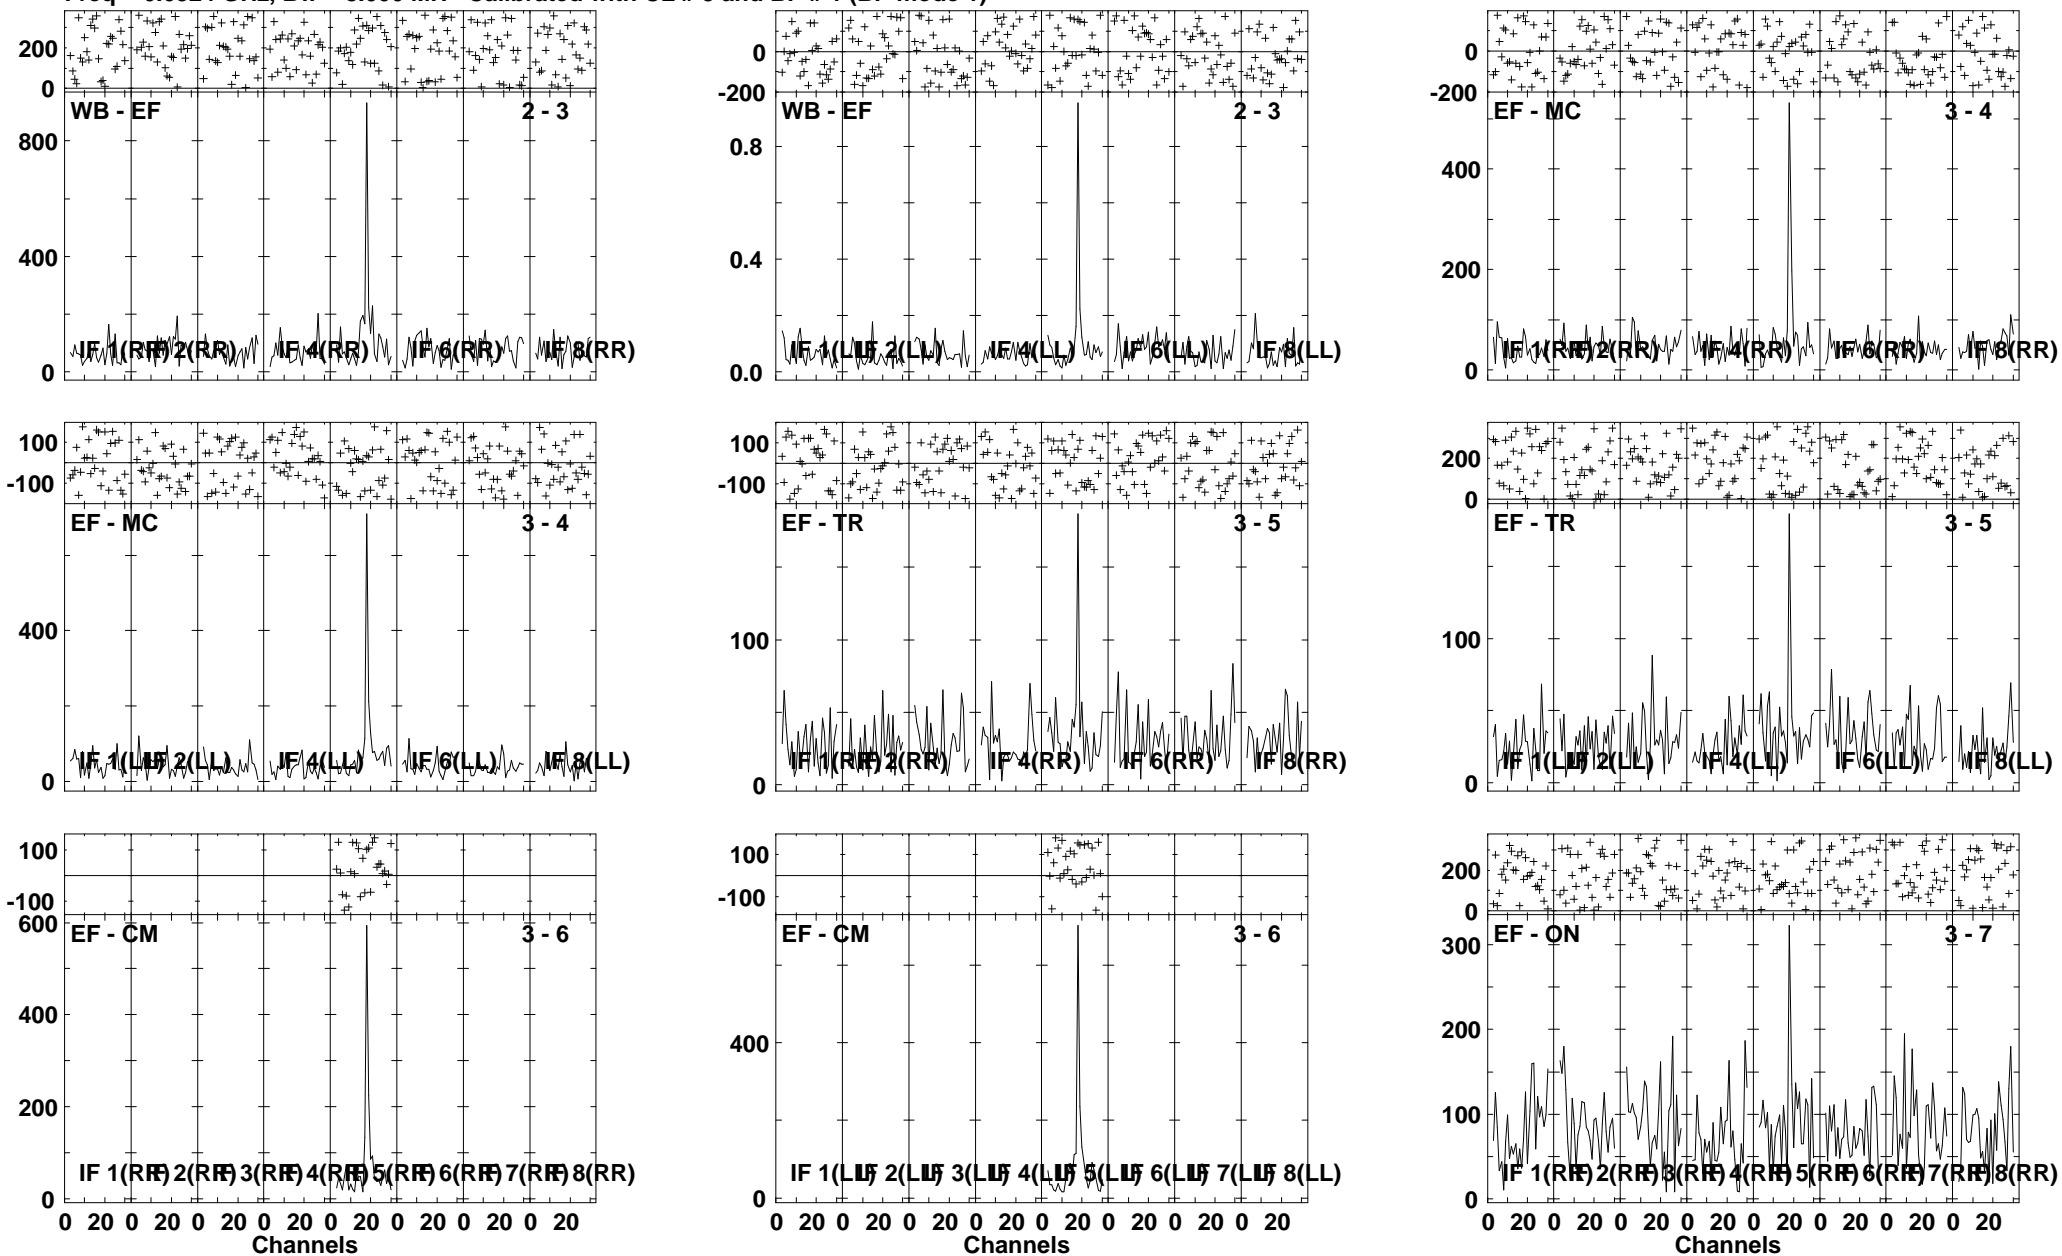 200
0
WB - EF 2 - 3
800
400
0
IF 1(RR) IF 2(RR) IF 4(RR) IF 6(RR) IF 8(RR)
0
-200
WB - EF 2 - 3
0.8
0.4
0.0
IF 1(LL) IF 2(LL) IF 4(LL) IF 6(LL) IF 8(LL)
0
-200
EF - MC 3 - 4
400
200
0
IF 1(RR) IF 2(RR) IF 4(RR) IF 6(RR) IF 8(RR)
100
-100
EF - MC 3 - 4
400
0
IF 1(LL) IF 2(LL) IF 4(LL) IF 6(LL) IF 8(LL)
100
-100
EF - TR 3 - 5
100
0
IF 1(RR) IF 2(RR) IF 4(RR) IF 6(RR) IF 8(RR)
200
0
EF - TR 3 - 5
100
0
IF 1(LL) IF 2(LL) IF 4(LL) IF 6(LL) IF 8(LL)
100
-100
EF - CM 3 - 6
600
400
200
0
IF 1(RR) IF 2(RR) IF 3(RR) IF 4(RR) IF 5(RR) IF 6(RR) IF 7(RR) IF 8(RR)
0 20 0 20 0 20 0 20 0 20 0 20 0 20 0 20
Channels
100
-100
EF - CM 3 - 6
400
0
IF 1(LL) IF 2(LL) IF 3(LL) IF 4(LL) IF 5(LL) IF 6(LL) IF 7(LL) IF 8(LL)
0 20 0 20 0 20 0 20 0 20 0 20 0 20 0 20
Channels
200
0
EF - ON 3 - 7
300
200
100
0
IF 1(RR) IF 2(RR) IF 3(RR) IF 4(RR) IF 5(RR) IF 6(RR) IF 7(RR) IF 8(RR)
0 20 0 20 0 20 0 20 0 20 0 20 0 20 0 20
Channels